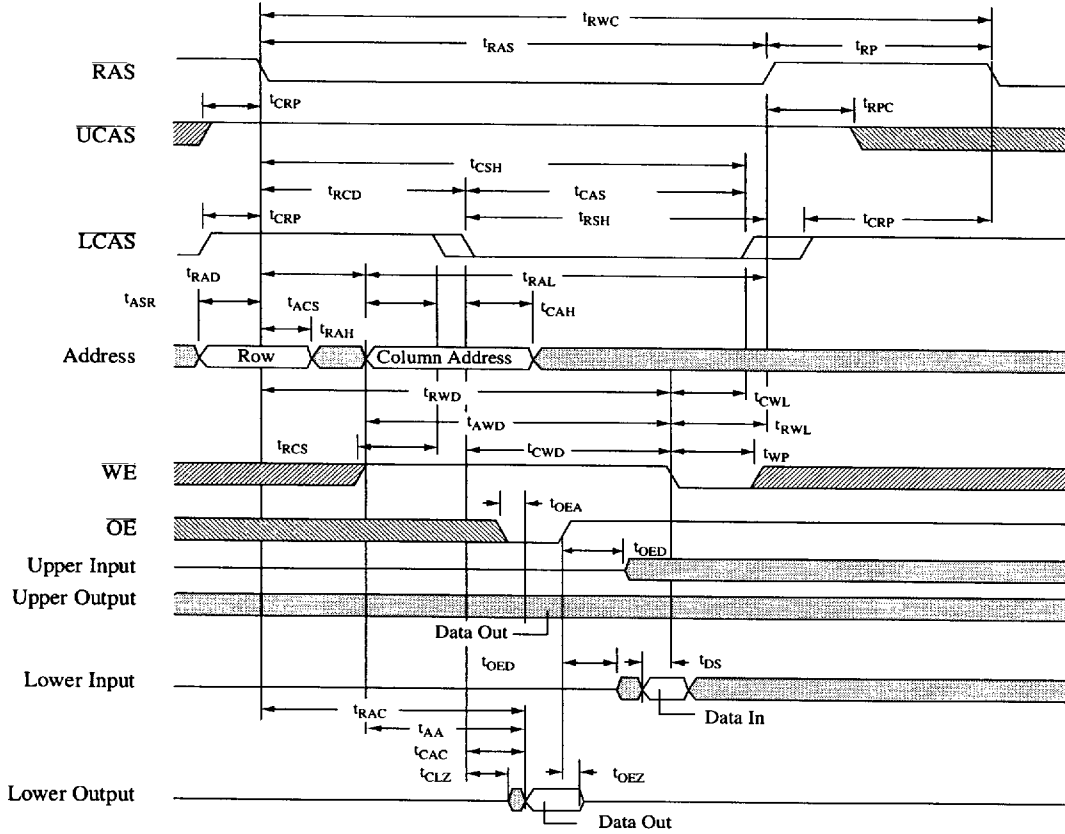 tRWC
tRAS
tRP
RAS
tCRP
tRPC
UCAS
tCSH
tRCD
tCAS
tCRP
tRSH
tCRP
LCAS
tRAD
tRAL
tASR
tACS
tCAH
tRAH
Address
Row
Column Address
tRWD
tCWL
tAWD
tRWL
tRCS
tCWD
tWP
WE
tOEA
OE
tOED
Upper Input
Upper Output
Data Out
tOED
tDS
Lower Input
tRAC
Data In
tAA
tCAC
tCLZ
tOEZ
Lower Output
Data Out